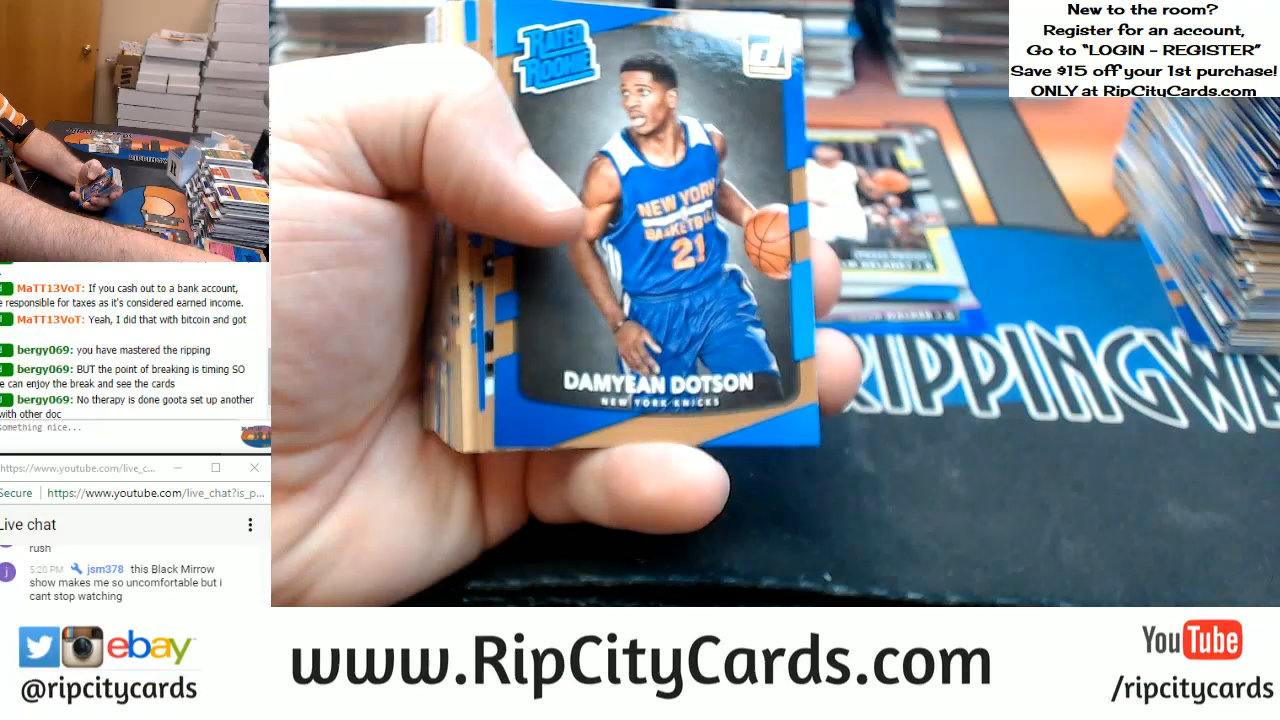 New to the room?
Register for an account,
Go to “LOGIN - REGISTER”
Save $15 off your 1st purchase!
ONLY at RipCityCards.com
RATED
ROOKIE
d
NEW YORK
BASKETBALL
21
DAMYEAN DOTSON
NEW YORK KNICKS
RIPPINGWA
MaTT13VoT: If you cash out to a bank account,
e responsible for taxes as it's considered earned income.
MaTT13VoT: Yeah, I did that with bitcoin and got
bergy069: you have mastered the ripping
bergy069: BUT the point of breaking is timing SO
e can enjoy the break and see the cards
bergy069: No therapy is done goota set up another
with other doc
something nice...
https://www.youtube.com/live_c...
Secure | https://www.youtube.com/live_chat?is_p...
Live chat
rush
j 5:20 PM jsm378 this Black Mirrow
show makes me so uncomfortable but i
cant stop watching
ebay
@ripcitycards
www.RipCityCards.com
YouTube
/ripcitycards